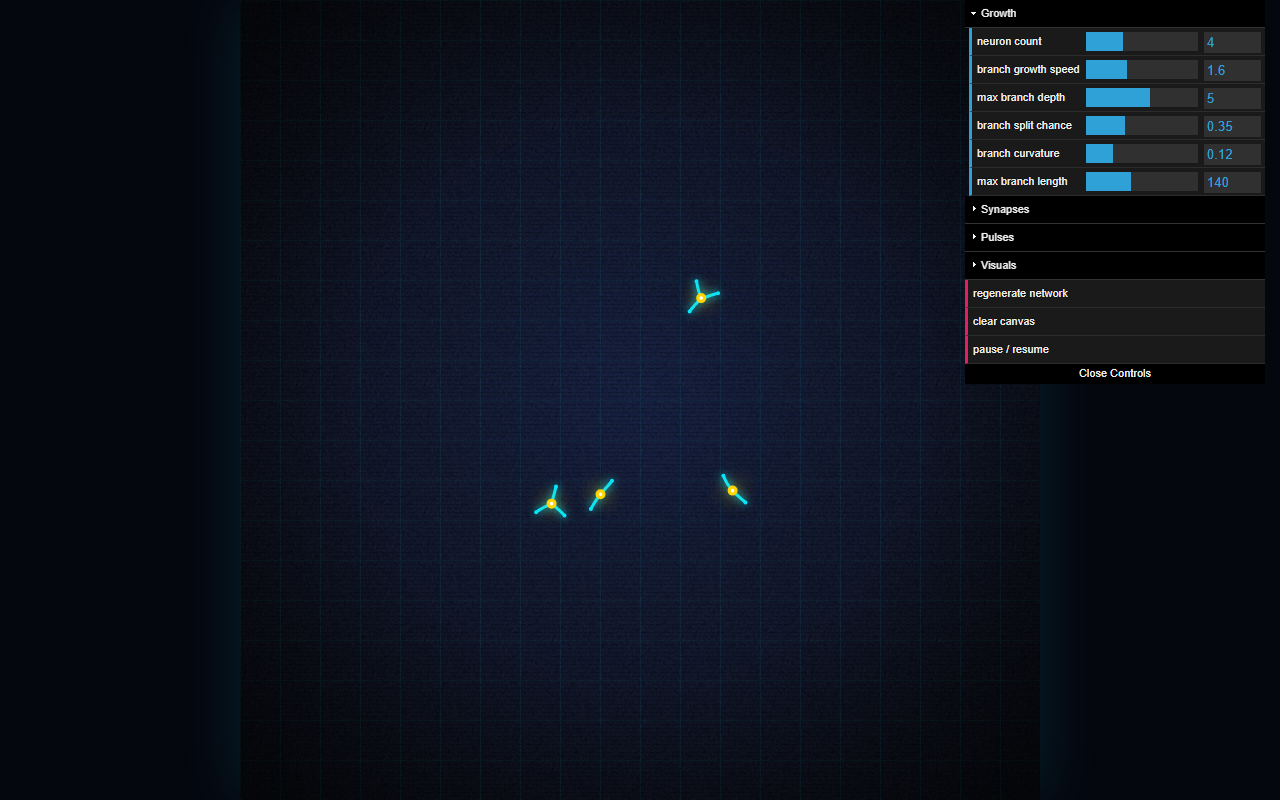 Growth
neuron count 4
branch growth speed 1.6
max branch depth 5
branch split chance 0.35
branch curvature 0.12
max branch length 140
Synapses
Pulses
Visuals
regenerate network
clear canvas
pause / resume
Close Controls